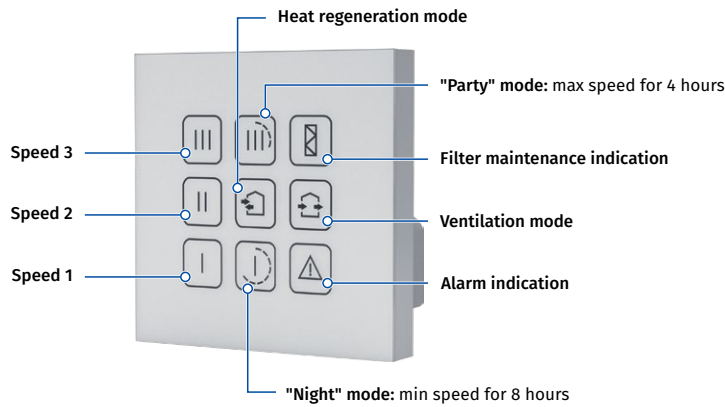 Heat regeneration mode
"Party" mode: max speed for 4 hours
Speed 3
Filter maintenance indication
Speed 2
Ventilation mode
Speed 1
Alarm indication
"Night" mode: min speed for 8 hours